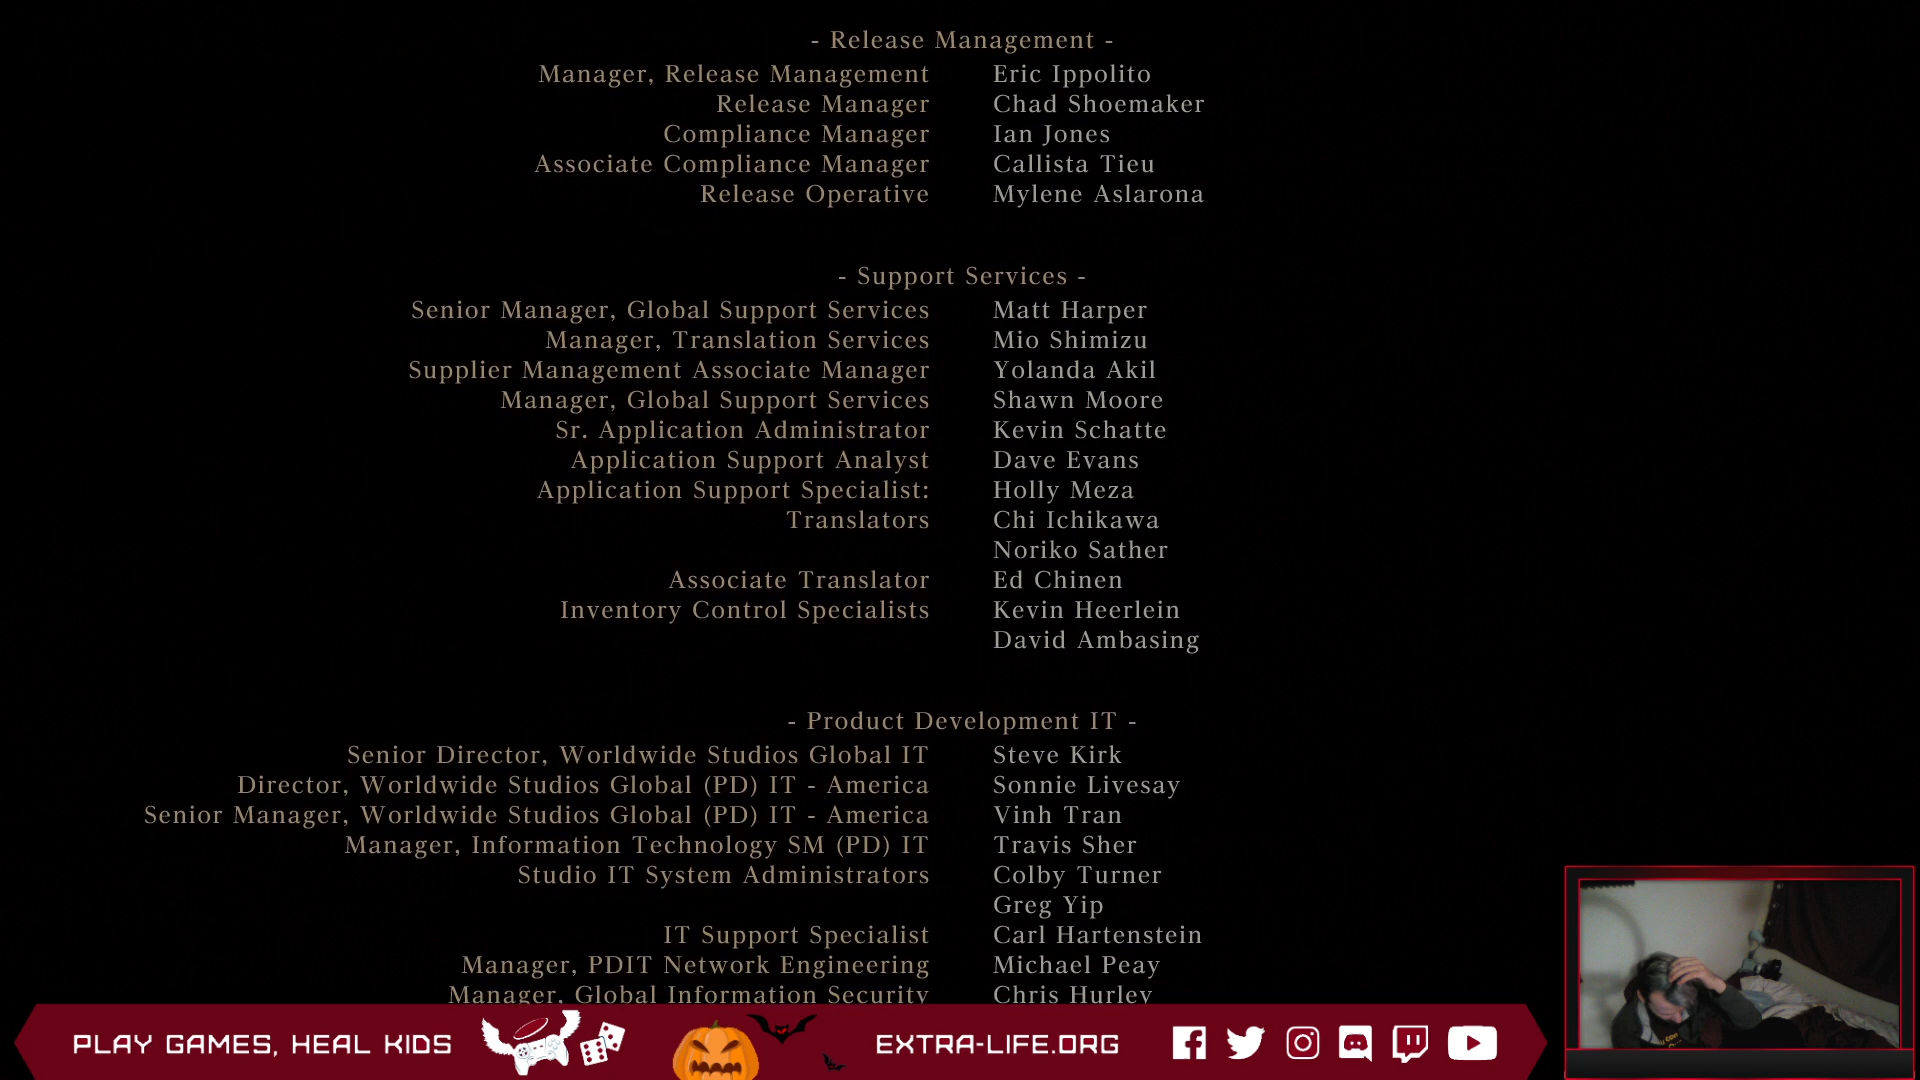 - Release Management -
Manager, Release Management Eric Ippolito
Release Manager Chad Shoemaker
Compliance Manager Ian Jones
Associate Compliance Manager Callista Tieu
Release Operative Mylene Aslarona
- Support Services -
Senior Manager, Global Support Services Matt Harper
Manager, Translation Services Mio Shimizu
Supplier Management Associate Manager Yolanda Akil
Manager, Global Support Services Shawn Moore
Sr. Application Administrator Kevin Schatte
Application Support Analyst Dave Evans
Application Support Specialist: Holly Meza
Translators Chi Ichikawa
Noriko Sather
Associate Translator Ed Chinen
Inventory Control Specialists Kevin Heerlein
David Ambasing
- Product Development IT -
Senior Director, Worldwide Studios Global IT Steve Kirk
Director, Worldwide Studios Global (PD) IT - America Sonnie Livesay
Senior Manager, Worldwide Studios Global (PD) IT - America Vinh Tran
Manager, Information Technology SM (PD) IT Travis Sher
Studio IT System Administrators Colby Turner
Greg Yip
IT Support Specialist Carl Hartenstein
Manager, PDIT Network Engineering Michael Peay
Manager, Global Information Security Chris Hurley
PLAY GAMES, HEAL KIDS EXTRA-LIFE.ORG